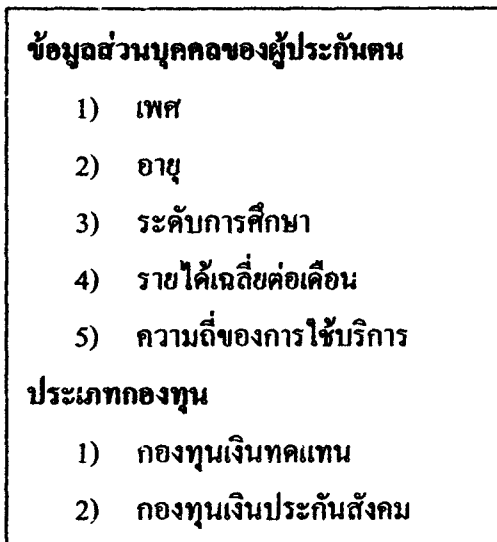 ข้อมูลส่วนบุคคลของผู้ประกันตน
1) เพศ
2) อายุ
3) ระดับการศึกษา
4) รายได้เฉลี่ยต่อเดือน
5) ความถี่ของการใช้บริการ
ประเภทกองทุน
1) กองทุนเงินทดแทน
2) กองทุนเงินประกันสังคม